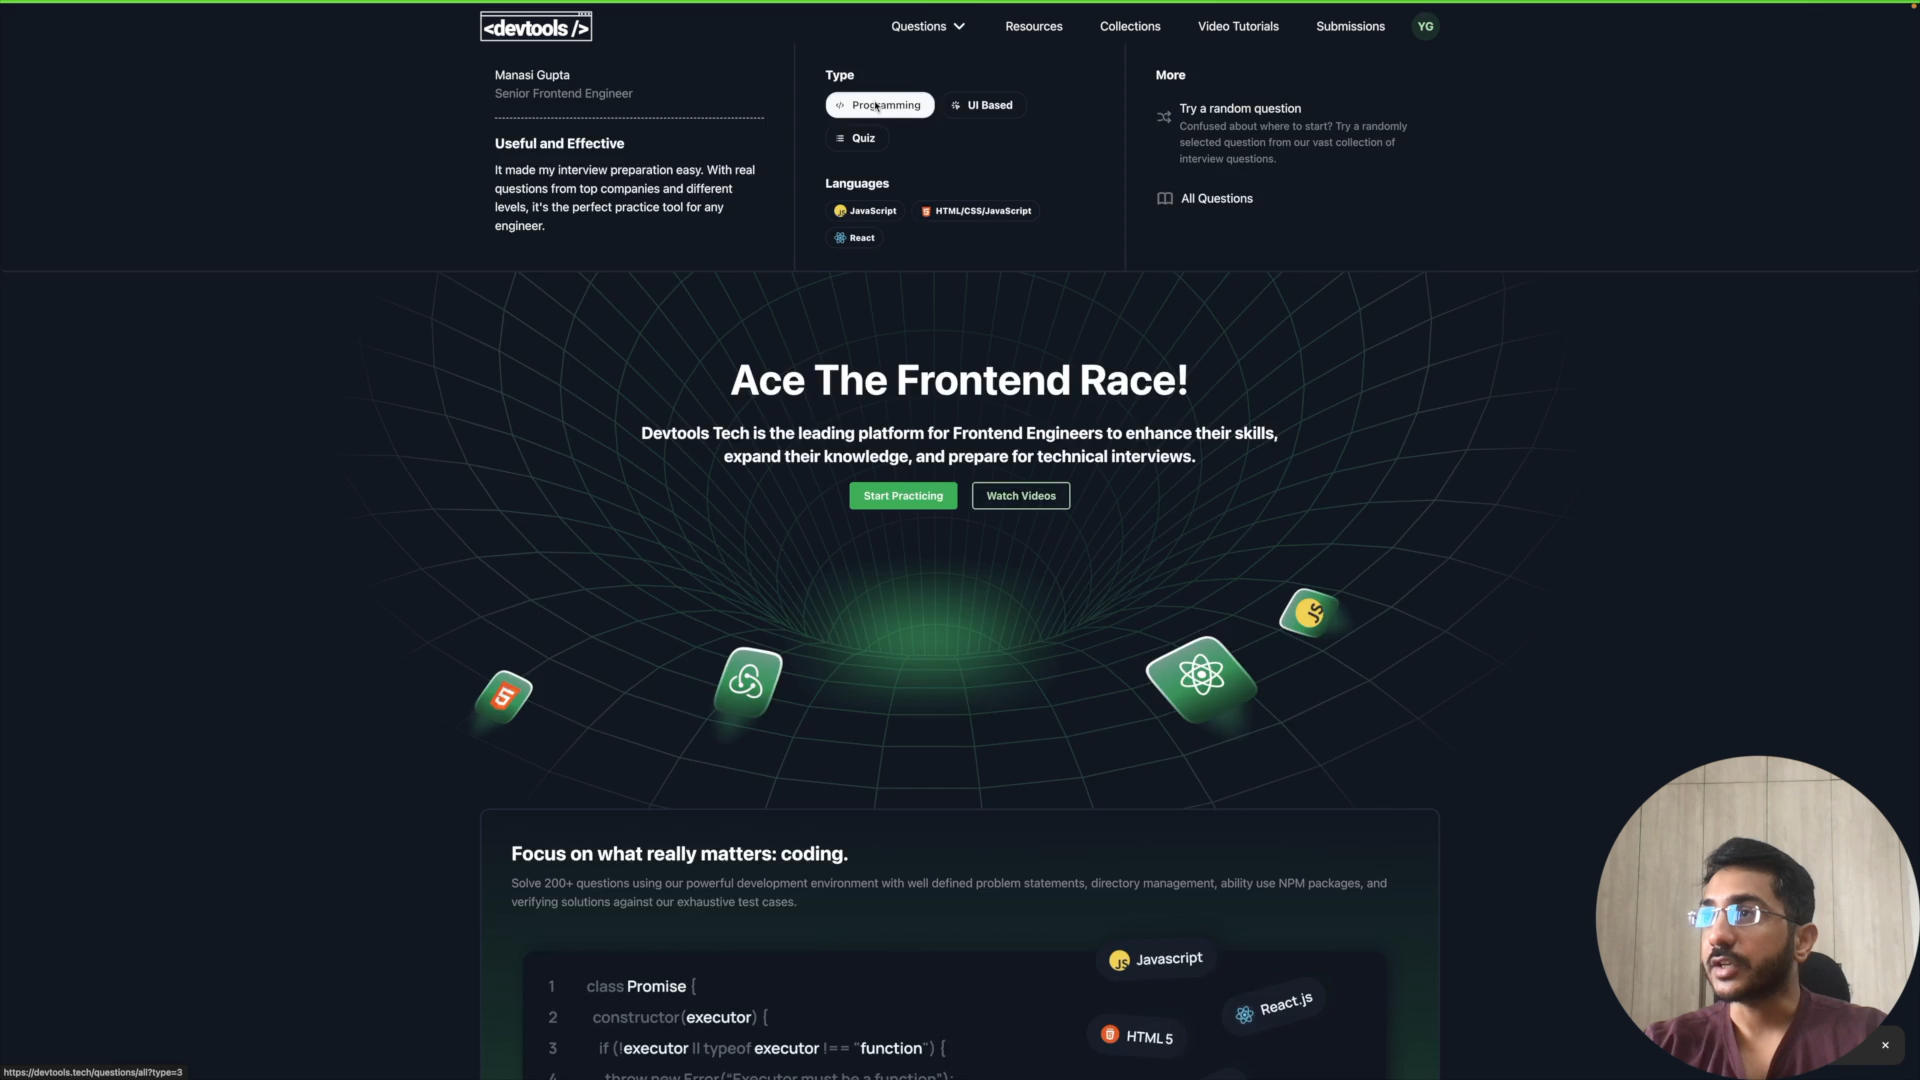 <devtools />
Questions
Resources
Collections
Video Tutorials
Submissions
YG
Manasi Gupta
Senior Frontend Engineer
Useful and Effective
It made my interview preparation easy. With real
questions from top companies and different
levels, it's the perfect practice tool for any
engineer.
Type
</> Programming
UI Based
Quiz
Languages
JS JavaScript
HTML/CSS/JavaScript
React
More
Try a random question
Confused about where to start? Try a randomly
selected question from our vast collection of
interview questions.
All Questions
Ace The Frontend Race!
Devtools Tech is the leading platform for Frontend Engineers to enhance their skills,
expand their knowledge, and prepare for technical interviews.
Start Practicing
Watch Videos
JS
5
Focus on what really matters: coding.
Solve 200+ questions using our powerful development environment with well defined problem statements, directory management, ability use NPM packages, and
verifying solutions against our exhaustive test cases.
JS Javascript
React.js
HTML5
1 class Promise {
2 constructor(executor) {
3 if (!executor || typeof executor !== "function") {
4 throw new Error("Executor must be a function");
https://devtools.tech/questions/all?type=3